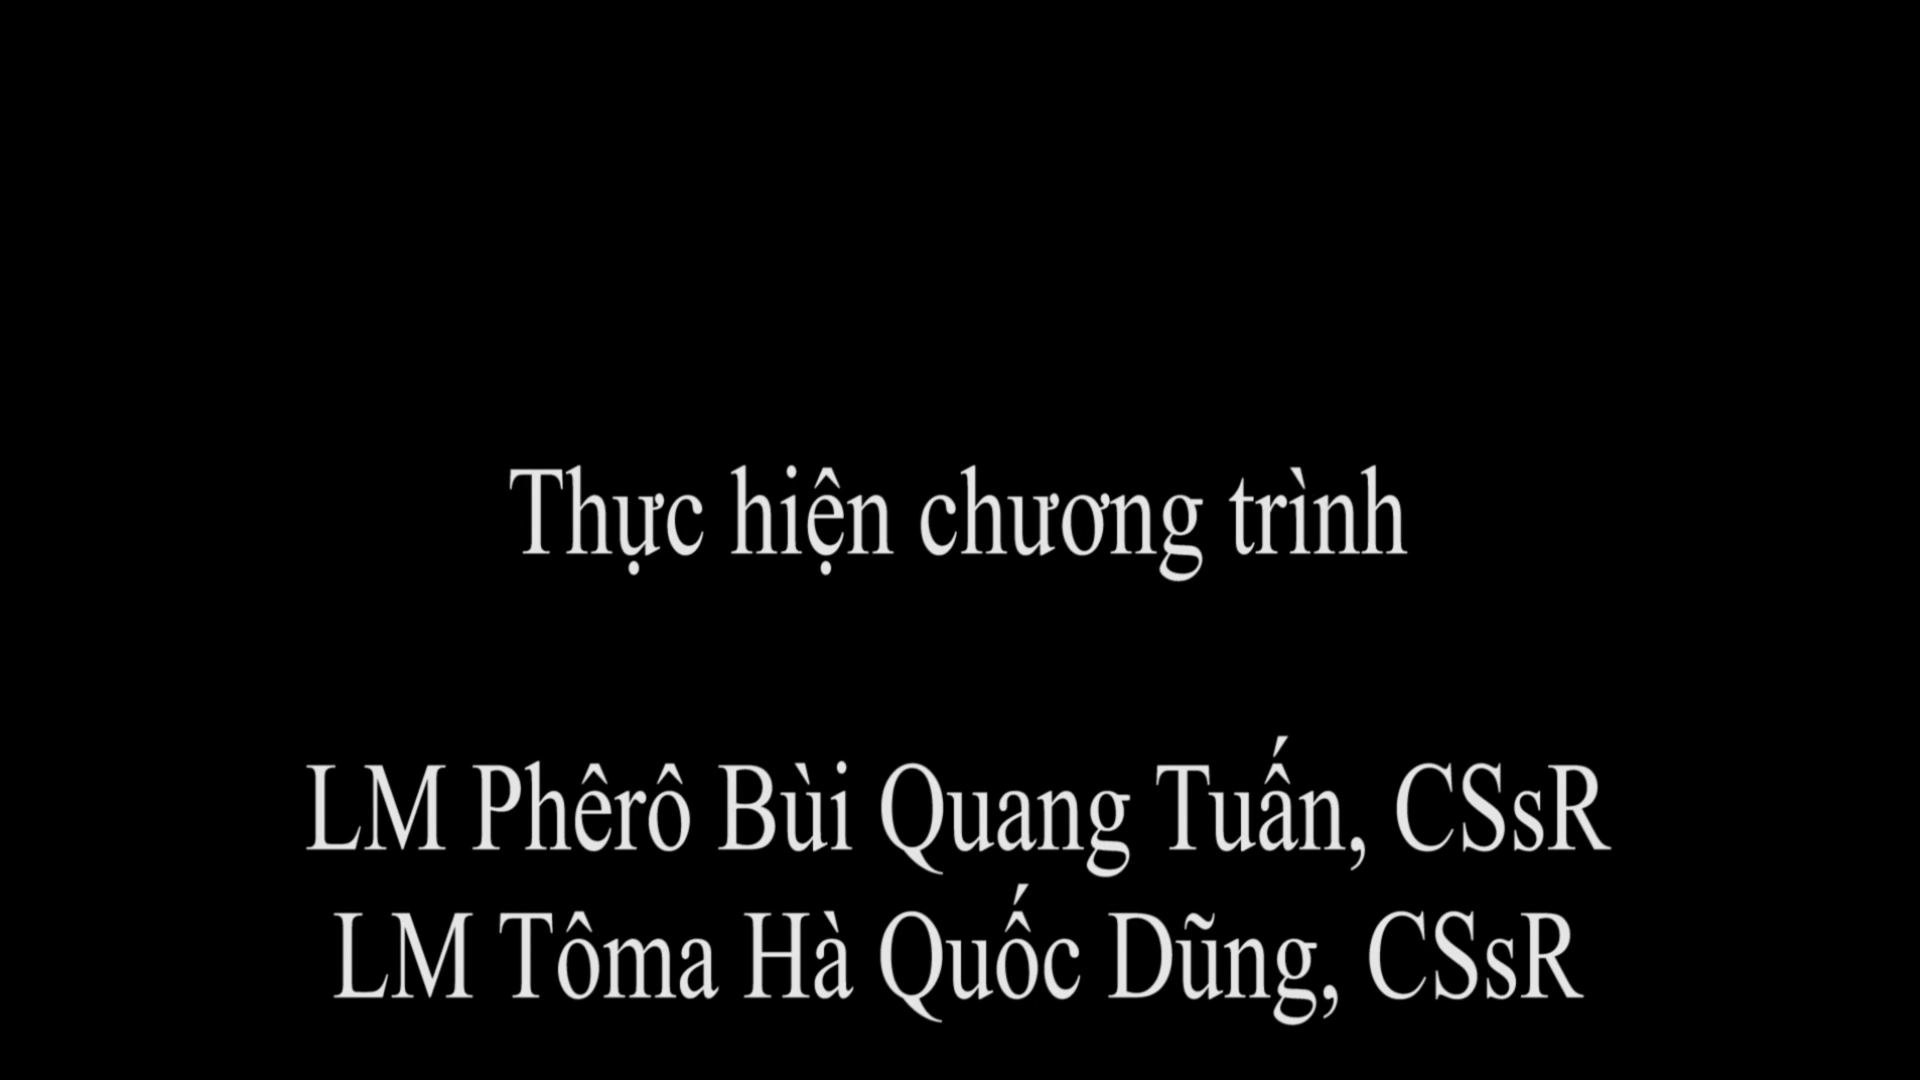 Thực hiện chương trình
LM Phêrô Bùi Quang Tuấn, CSsR
LM Tôma Hà Quốc Dũng, CSsR